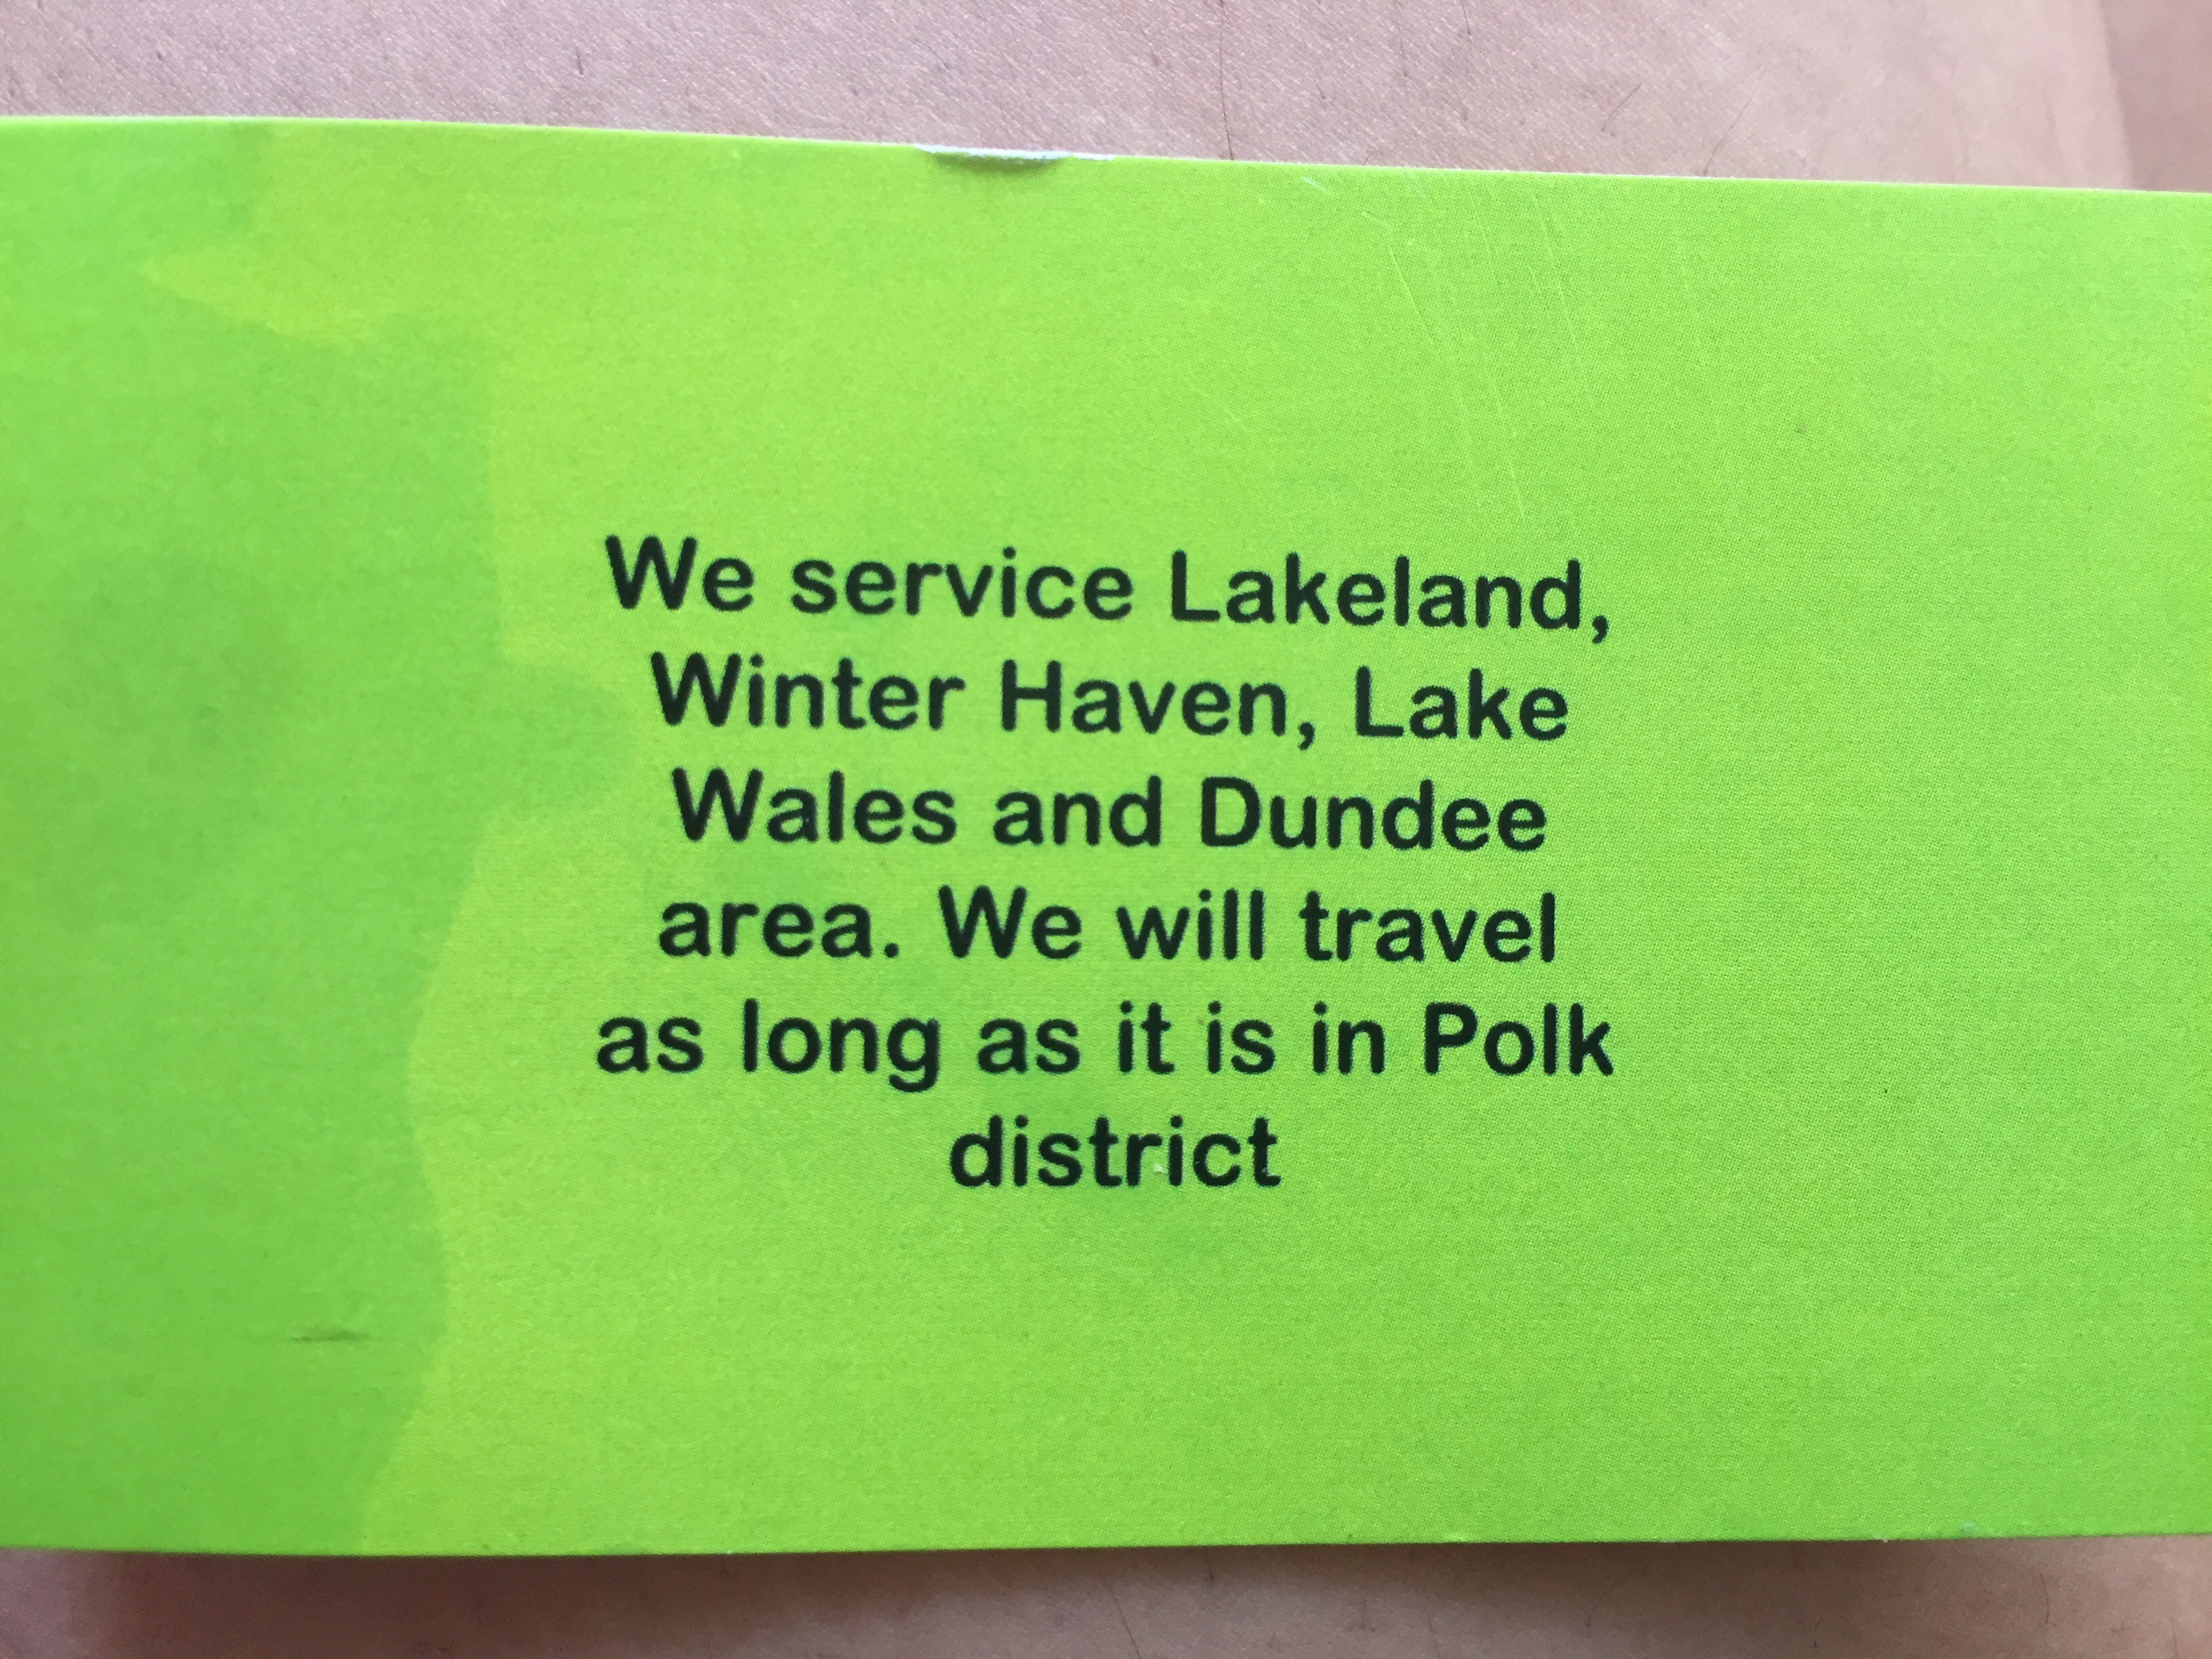 We service Lakeland,
Winter Haven, Lake
Wales and Dundee
area. We will travel
as long as it is in Polk
district